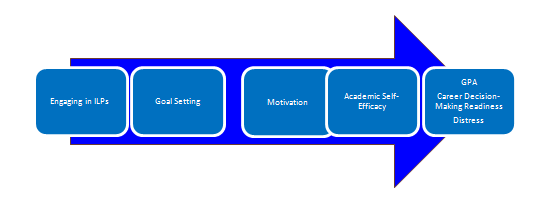 Engaging in ILPs
Goal Setting
Motivation
Academic Self-
Efficacy
GPA
Career Decision-
Making Readiness
Distress